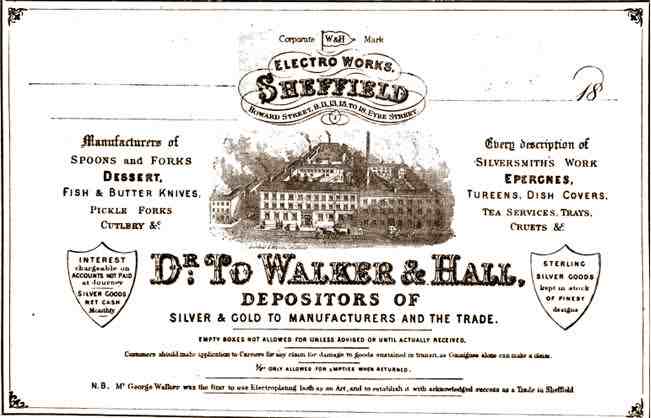 Corporate W&H Mark
ELECTRO WORKS,
SHEFFIELD
HOWARD STREET, 9, 11, 13, 15, TO 18, EYRE STREET.
18
Manufacturers of
SPOONS and FORKS
DESSERT,
FISH & BUTTER KNIVES,
PICKLE FORKS
CUTLERY &c.
Every description of
SILVERSMITH'S WORK
EPERGNES,
TUREENS, DISH COVERS,
TEA SERVICES, TRAYS,
CRUETS &c.
INTEREST
chargeable on
ACCOUNTS NOT PAID
at Journey
SILVER GOODS
NET CASH
Monthly
STERLING
SILVER GOODS
kept in stock
OF FINEST
designs
DR. TO WALKER & HALL,
DEPOSITORS OF
SILVER & GOLD TO MANUFACTURERS AND THE TRADE.
EMPTY BOXES NOT ALLOWED FOR UNLESS ADVISED OR UNTIL ACTUALLY RECEIVED.
Customers should make application to Carriers for any claim for damage to goods sustained in transit, as Consignees alone can make a claim.
ONLY ALLOWED FOR EMPTIES WHEN RETURNED.
N.B. Mr George Walker was the first to use Electroplating both as an Art, and to establish it with acknowledged success as a Trade in Sheffield